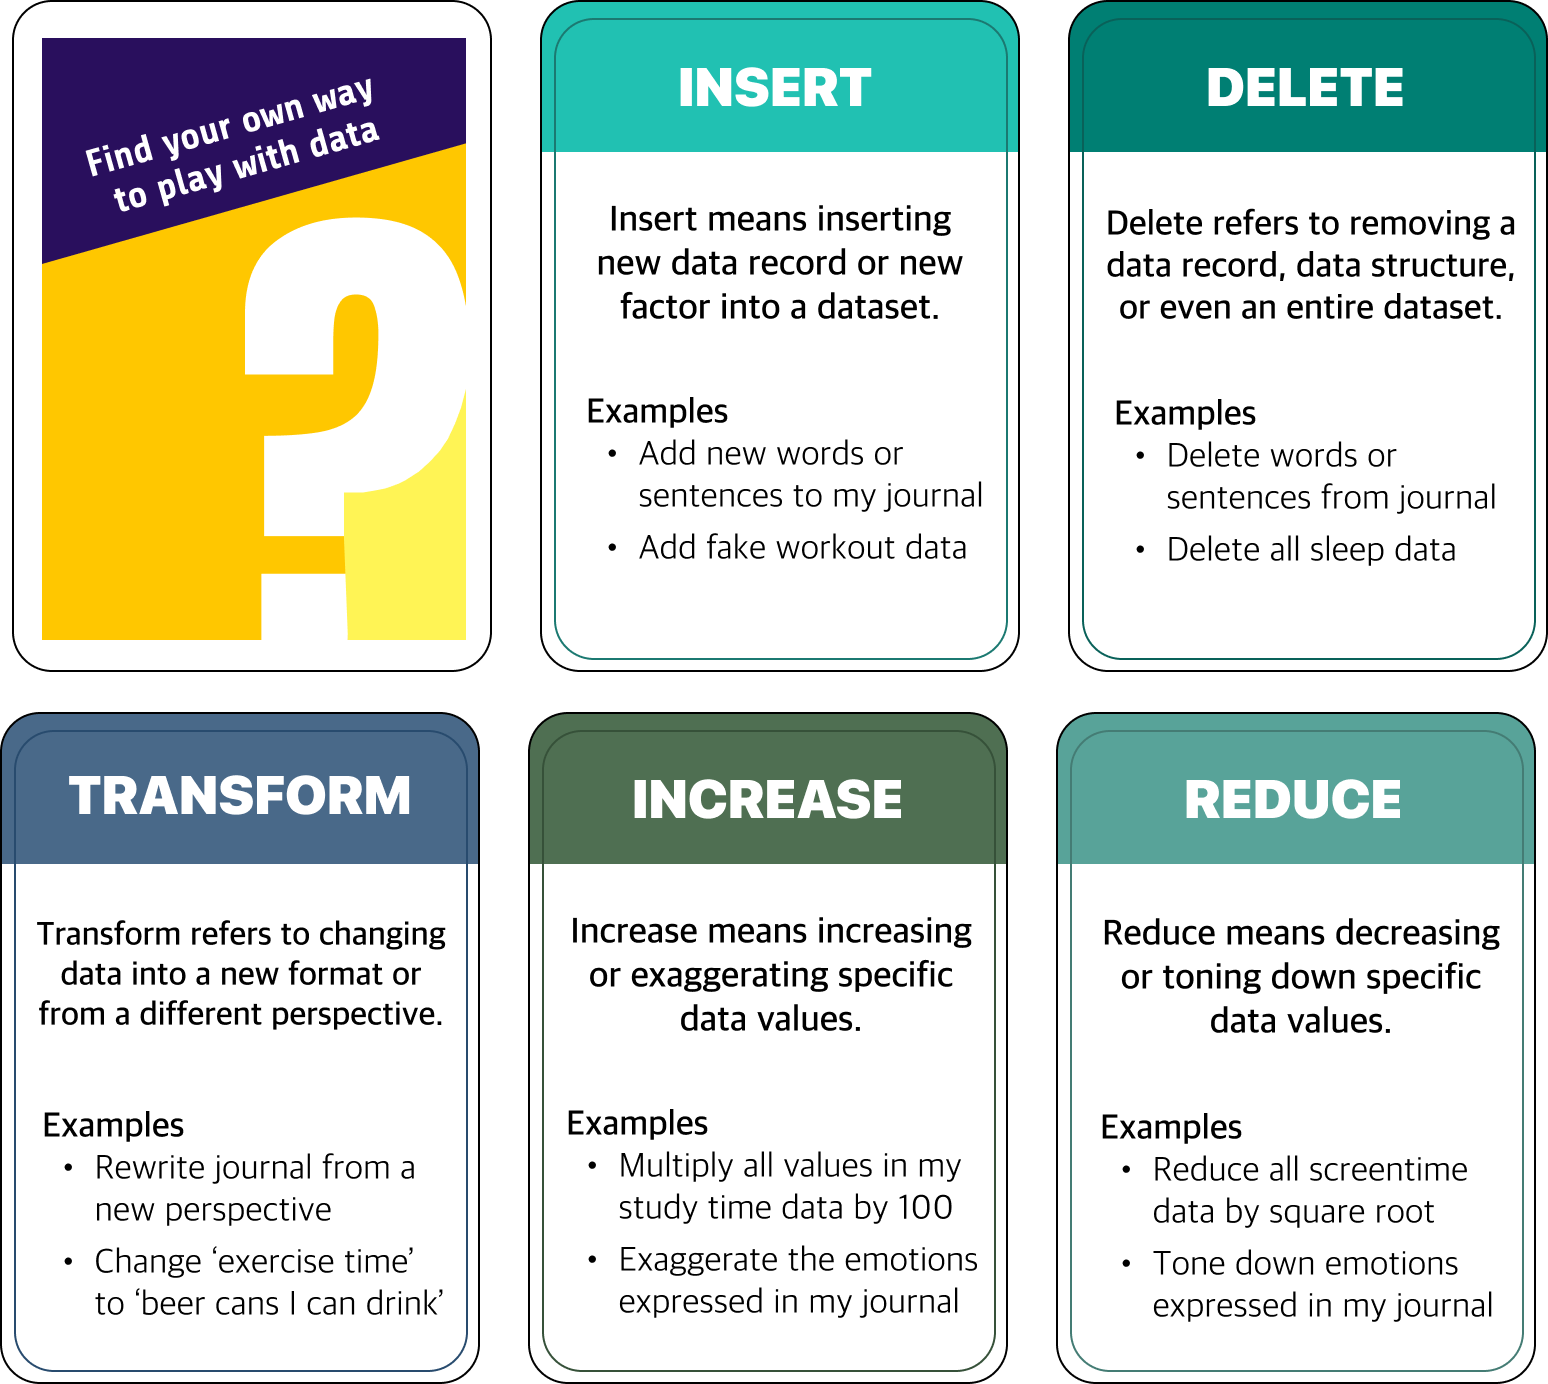 Find your own way
to play with data
?
INSERT
Insert means inserting
new data record or new
factor into a dataset.
Examples
• Add new words or
sentences to my journal
• Add fake workout data
DELETE
Delete refers to removing a
data record, data structure,
or even an entire dataset.
Examples
• Delete words or
sentences from journal
• Delete all sleep data
TRANSFORM
Transform refers to changing
data into a new format or
from a different perspective.
Examples
• Rewrite journal from a
new perspective
• Change ‘exercise time’
to ‘beer cans I can drink’
INCREASE
Increase means increasing
or exaggerating specific
data values.
Examples
• Multiply all values in my
study time data by 100
• Exaggerate the emotions
expressed in my journal
REDUCE
Reduce means decreasing
or toning down specific
data values.
Examples
• Reduce all screentime
data by square root
• Tone down emotions
expressed in my journal